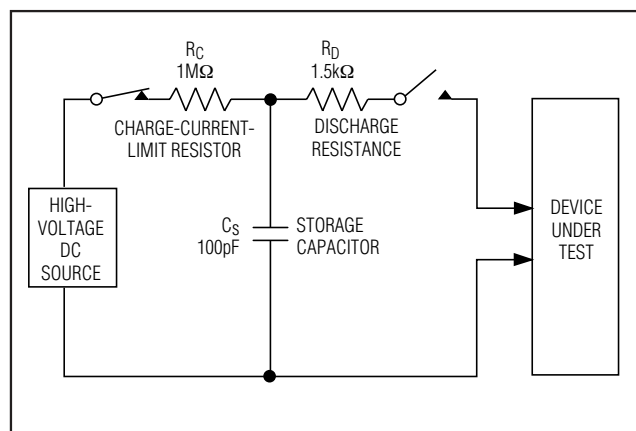 R_C
1MΩ
CHARGE-CURRENT-
LIMIT RESISTOR
R_D
1.5kΩ
DISCHARGE
RESISTANCE
HIGH-
VOLTAGE
DC
SOURCE
C_S
100pF
STORAGE
CAPACITOR
DEVICE
UNDER
TEST